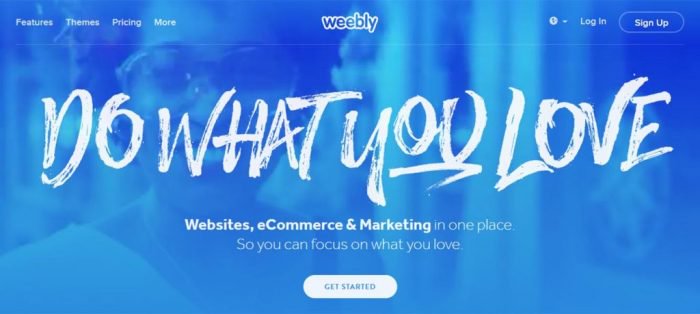 Features Themes Pricing More weebly Log In Sign Up
DO WHAT YOU LOVE
Websites, eCommerce & Marketing in one place.
So you can focus on what you love.
GET STARTED